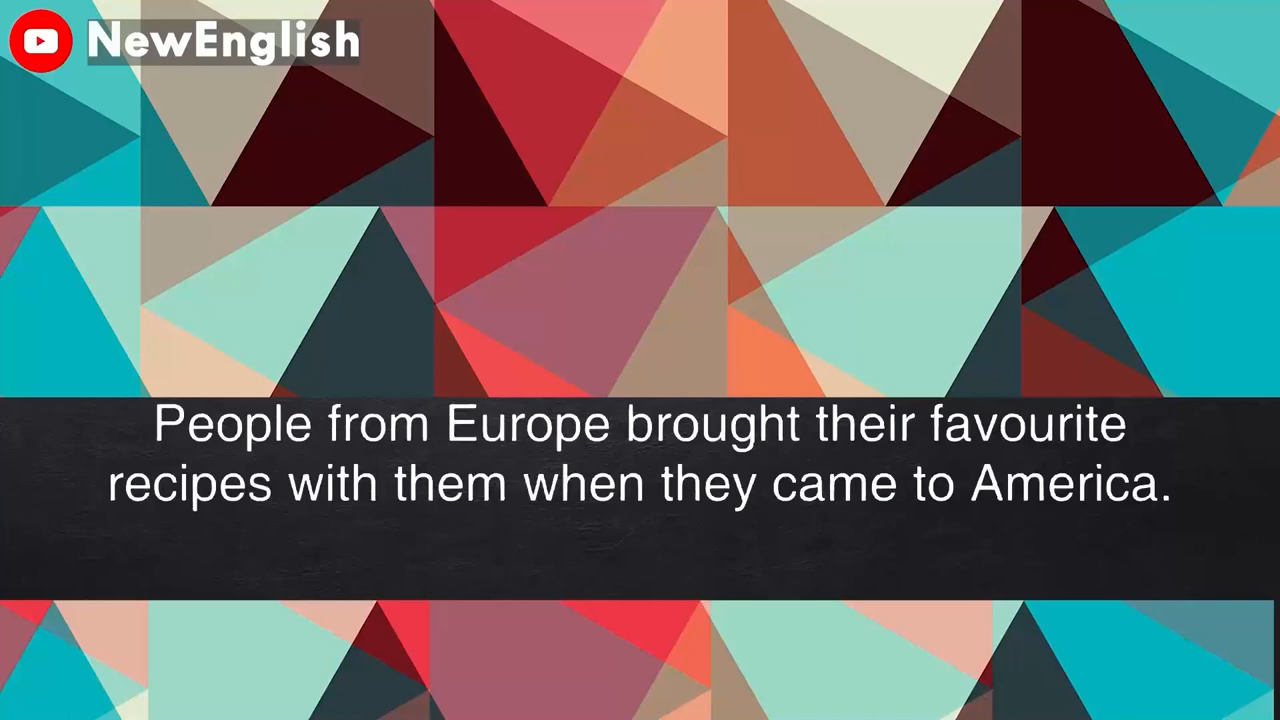 NewEnglish
People from Europe brought their favourite
recipes with them when they came to America.